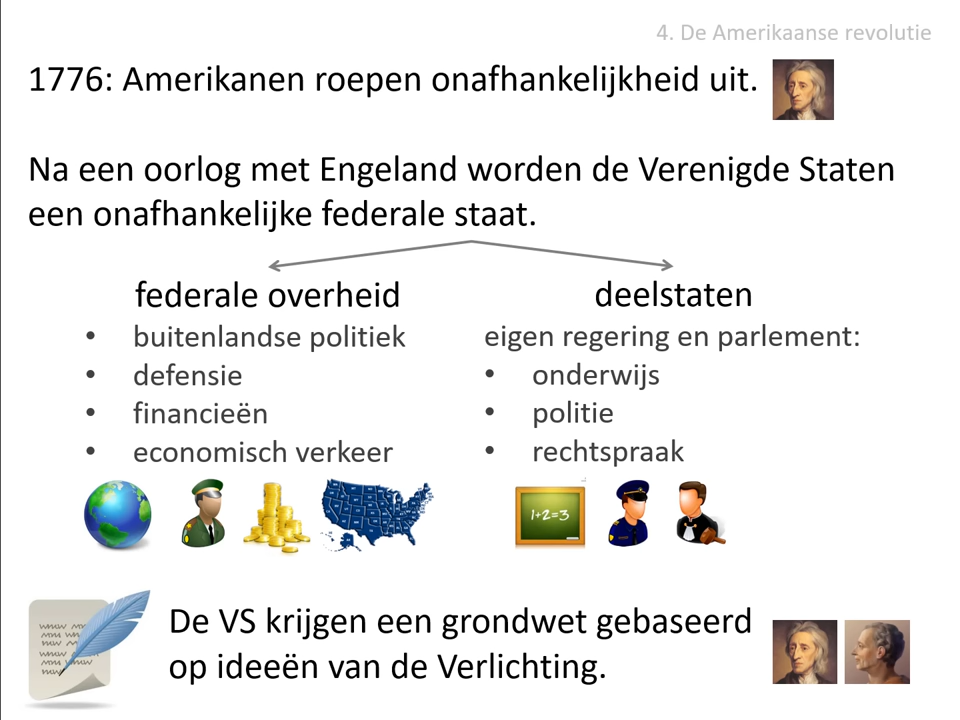 4. De Amerikaanse revolutie
1776: Amerikanen roepen onafhankelijkheid uit.
Na een oorlog met Engeland worden de Verenigde Staten
een onafhankelijke federale staat.
federale overheid
• buitenlandse politiek
• defensie
• financieën
• economisch verkeer
deelstaten
eigen regering en parlement:
• onderwijs
• politie
• rechtspraak
1+2=3
De VS krijgen een grondwet gebaseerd
op ideeën van de Verlichting.